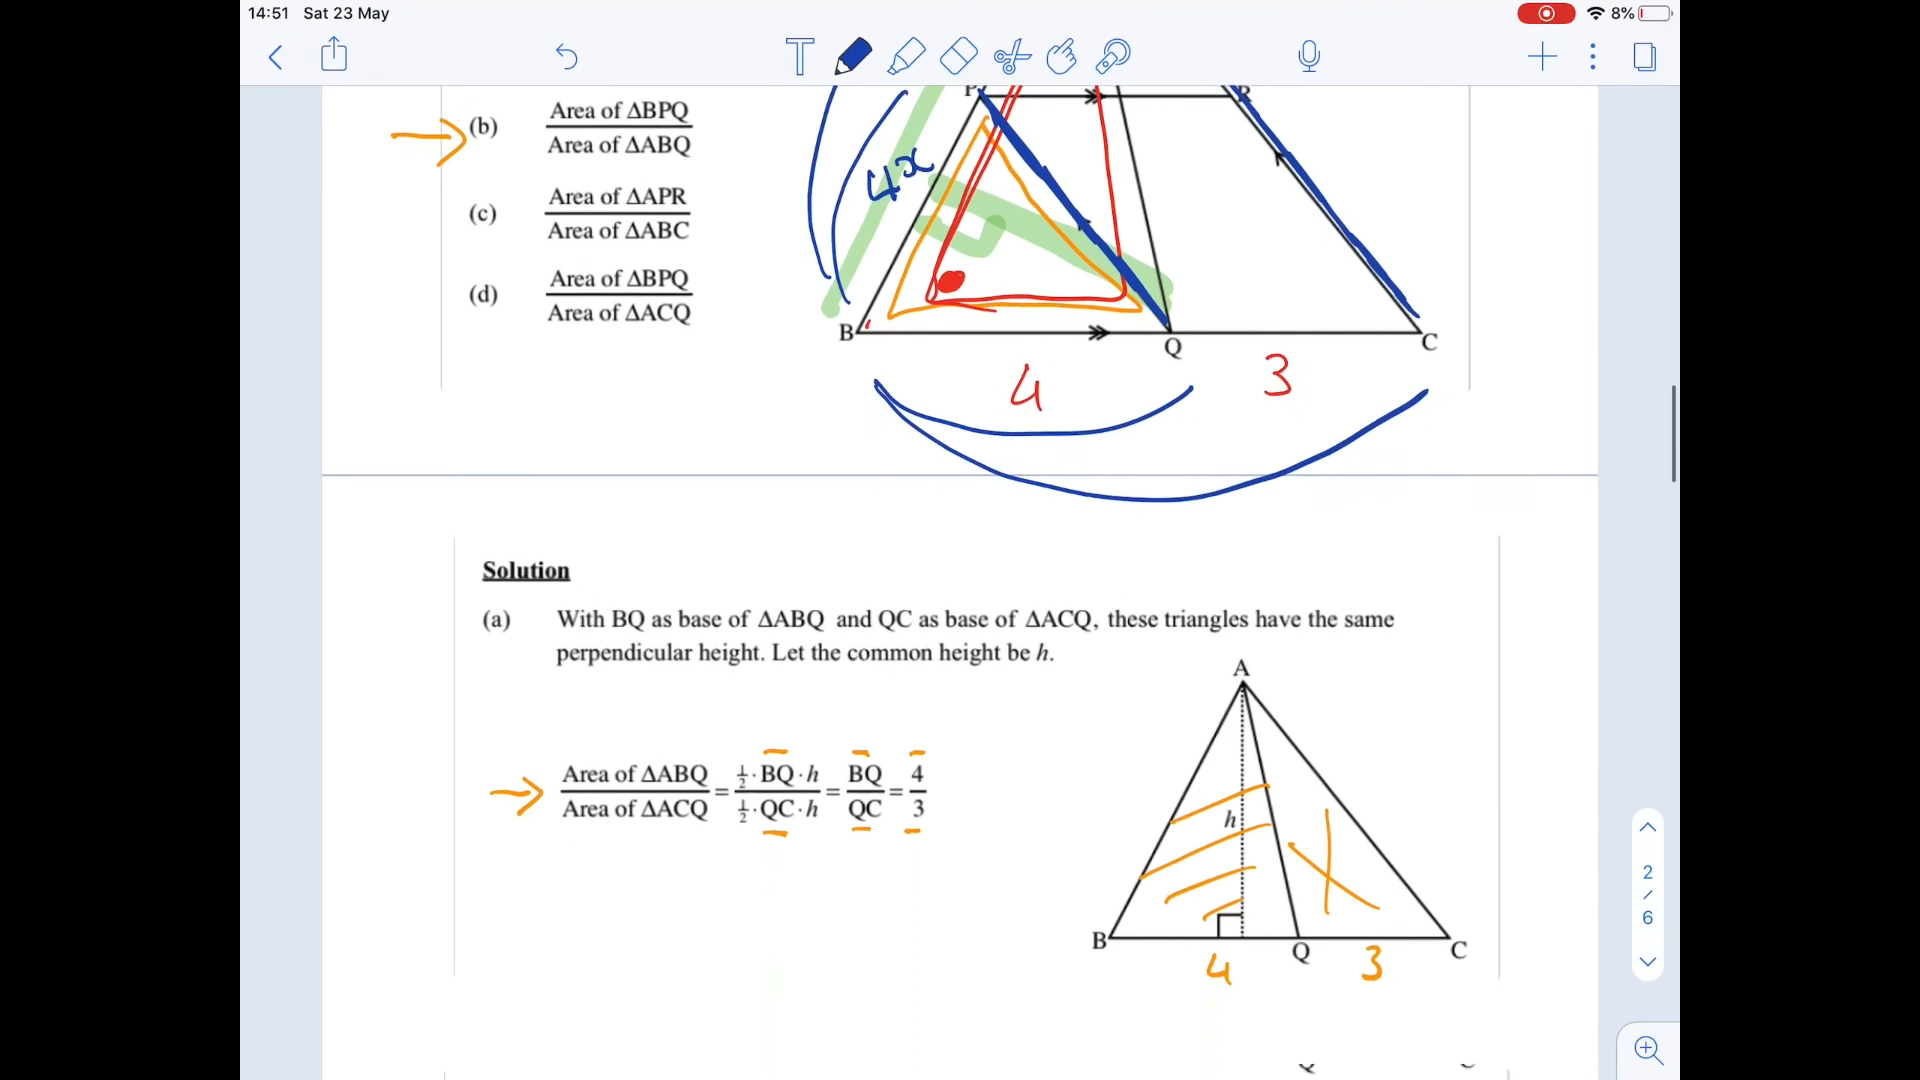 14:51 Sat 23 May
8%
T
P
R
(b) Area of ΔBPQ
Area of ΔABQ
4x
(c) Area of ΔAPR
Area of ΔABC
(d) Area of ΔBPQ
Area of ΔACQ
B
Q
C
4
3
Solution
(a) With BQ as base of ΔABQ and QC as base of ΔACQ, these triangles have the same
perpendicular height. Let the common height be h.
A
Area of ΔABQ / Area of ΔACQ = ½·BQ·h / ½·QC·h = BQ / QC = 4 / 3
h
B
Q
C
4
3
2
/
6